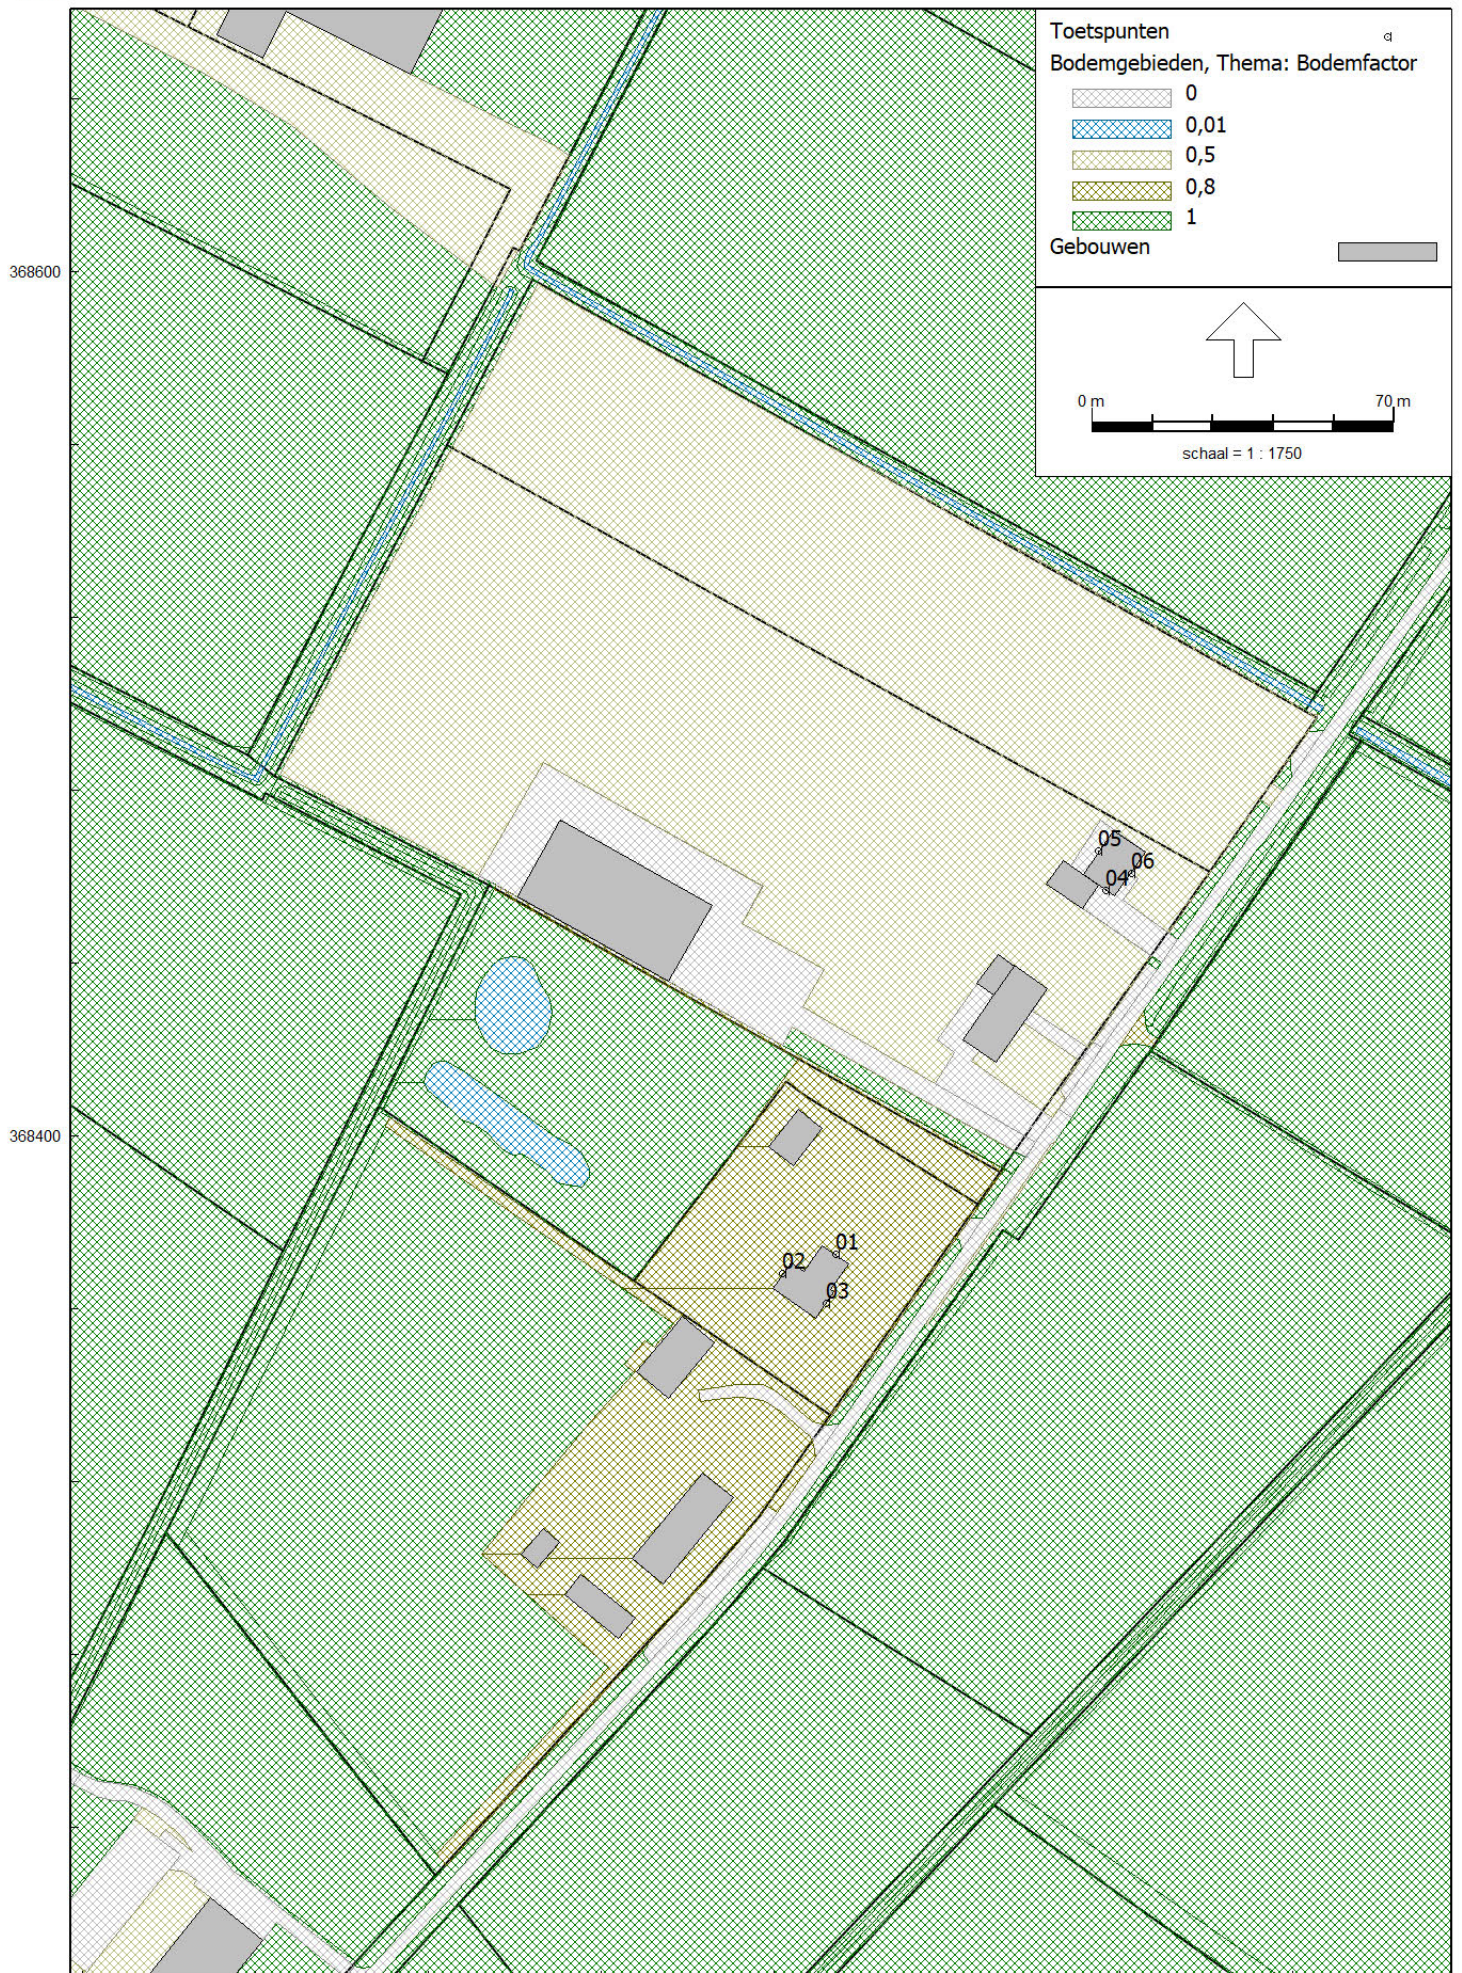 Toetspunten
Bodemgebieden, Thema: Bodemfactor
0
0,01
0,5
0,8
1
Gebouwen
368600
0 m 70 m
schaal = 1 : 1750
05
06
04
368400
01
02
03